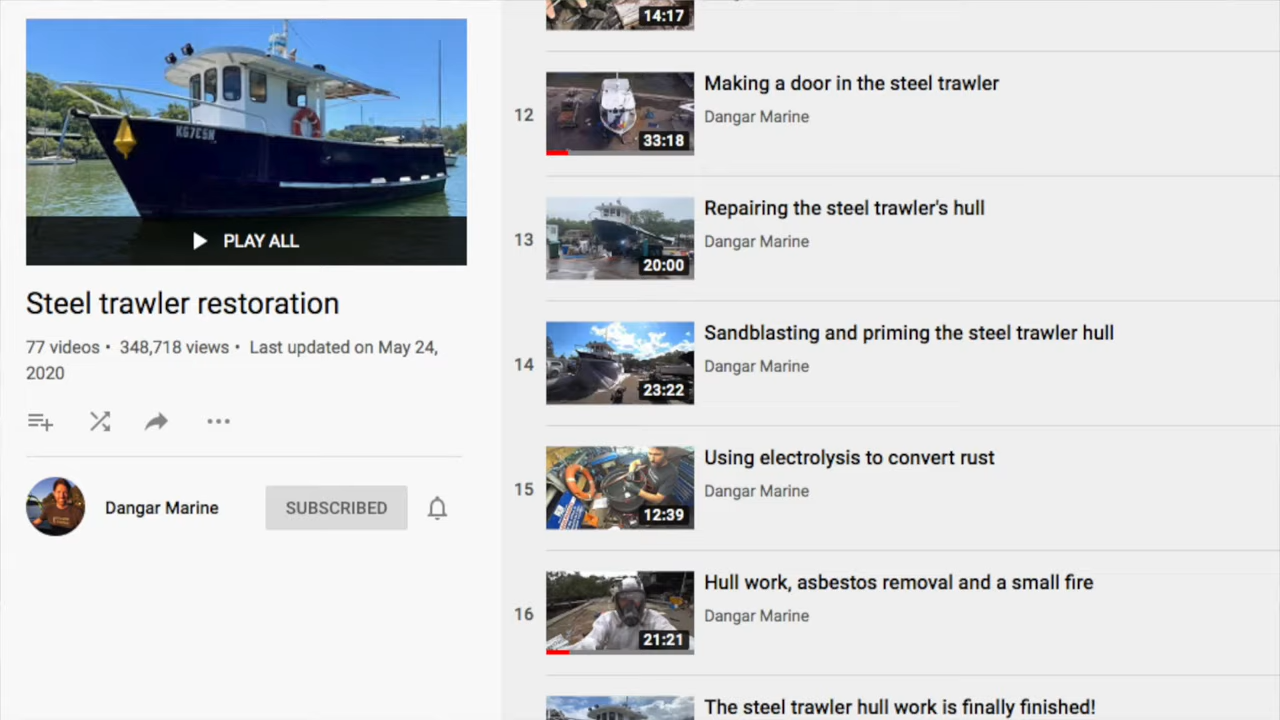 KG7CSN
PLAY ALL
Steel trawler restoration
77 videos • 348,718 views • Last updated on May 24,
2020
Dangar Marine
SUBSCRIBED
14:17
12
33:18
Making a door in the steel trawler
Dangar Marine
13
20:00
Repairing the steel trawler's hull
Dangar Marine
14
23:22
Sandblasting and priming the steel trawler hull
Dangar Marine
15
12:39
Using electrolysis to convert rust
Dangar Marine
16
21:21
Hull work, asbestos removal and a small fire
Dangar Marine
The steel trawler hull work is finally finished!